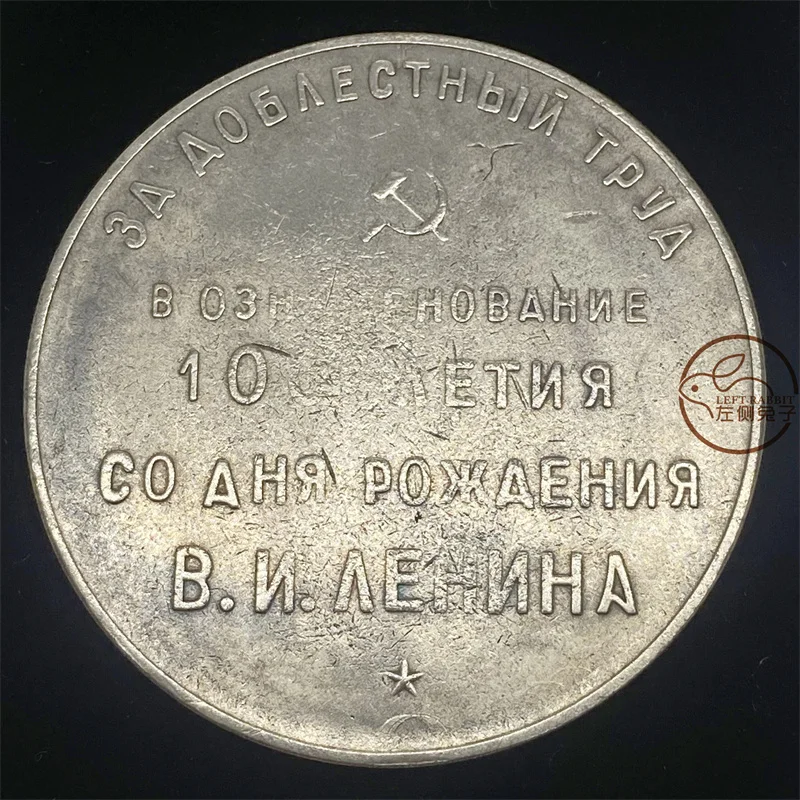 ЗА ДОБЛЕСТНЫЙ ТРУД
В
СО ДНЯ РОЖДЕНИЯ
В. И. ЛЕНИНА
LEFT RABBIT
左侧兔子